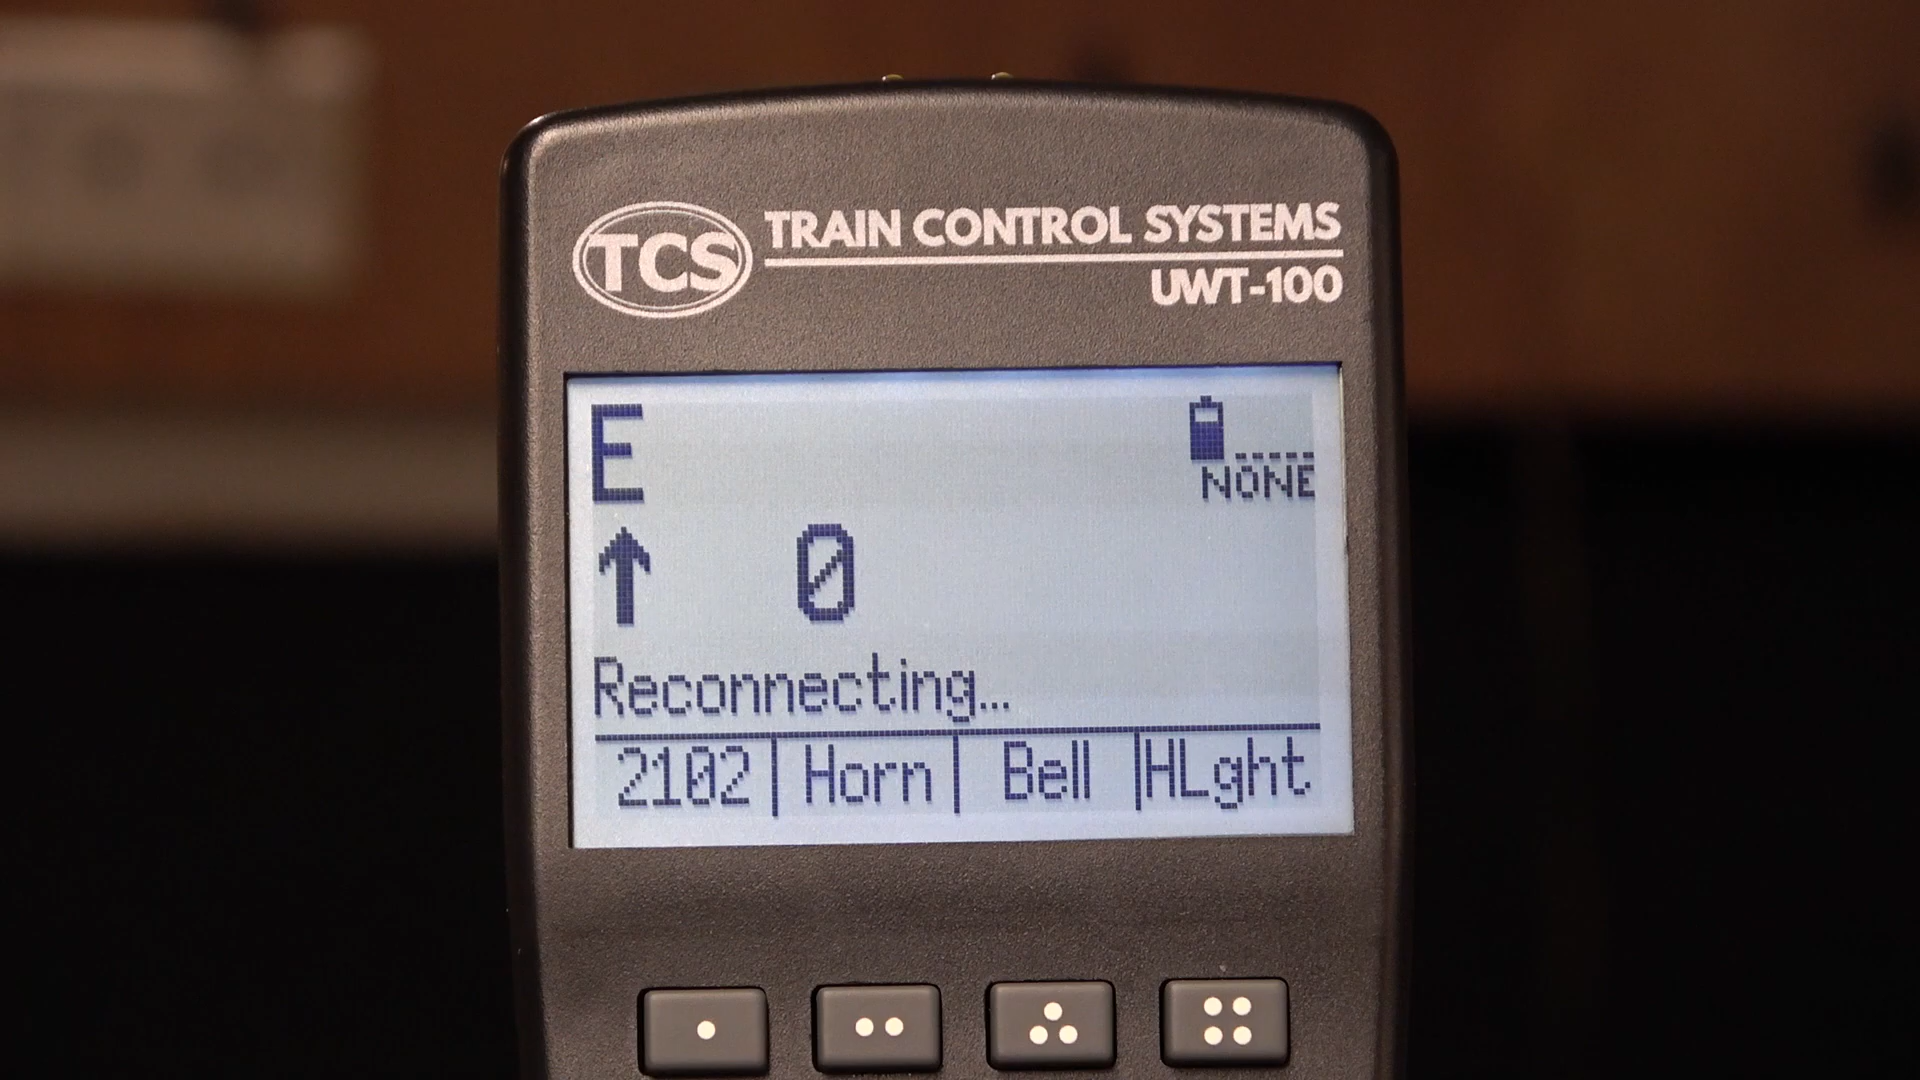 TCS TRAIN CONTROL SYSTEMS
UWT-100
E
NONE
0
Reconnecting...
2102 | Horn | Bell | HLght